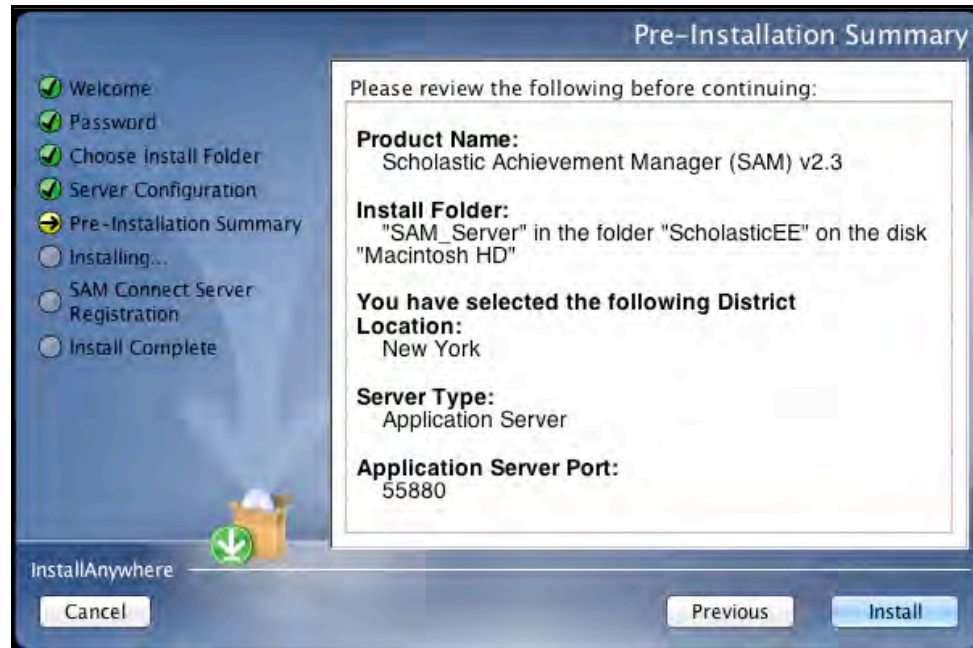 Pre-Installation Summary
Welcome
Password
Choose Install Folder
Server Configuration
Pre-Installation Summary
Installing...
SAM Connect Server
Registration
Install Complete
Please review the following before continuing:
Product Name:
Scholastic Achievement Manager (SAM) v2.3
Install Folder:
"SAM_Server" in the folder "ScholasticEE" on the disk
"Macintosh HD"
You have selected the following District
Location:
New York
Server Type:
Application Server
Application Server Port:
55880
InstallAnywhere
Cancel
Previous
Install